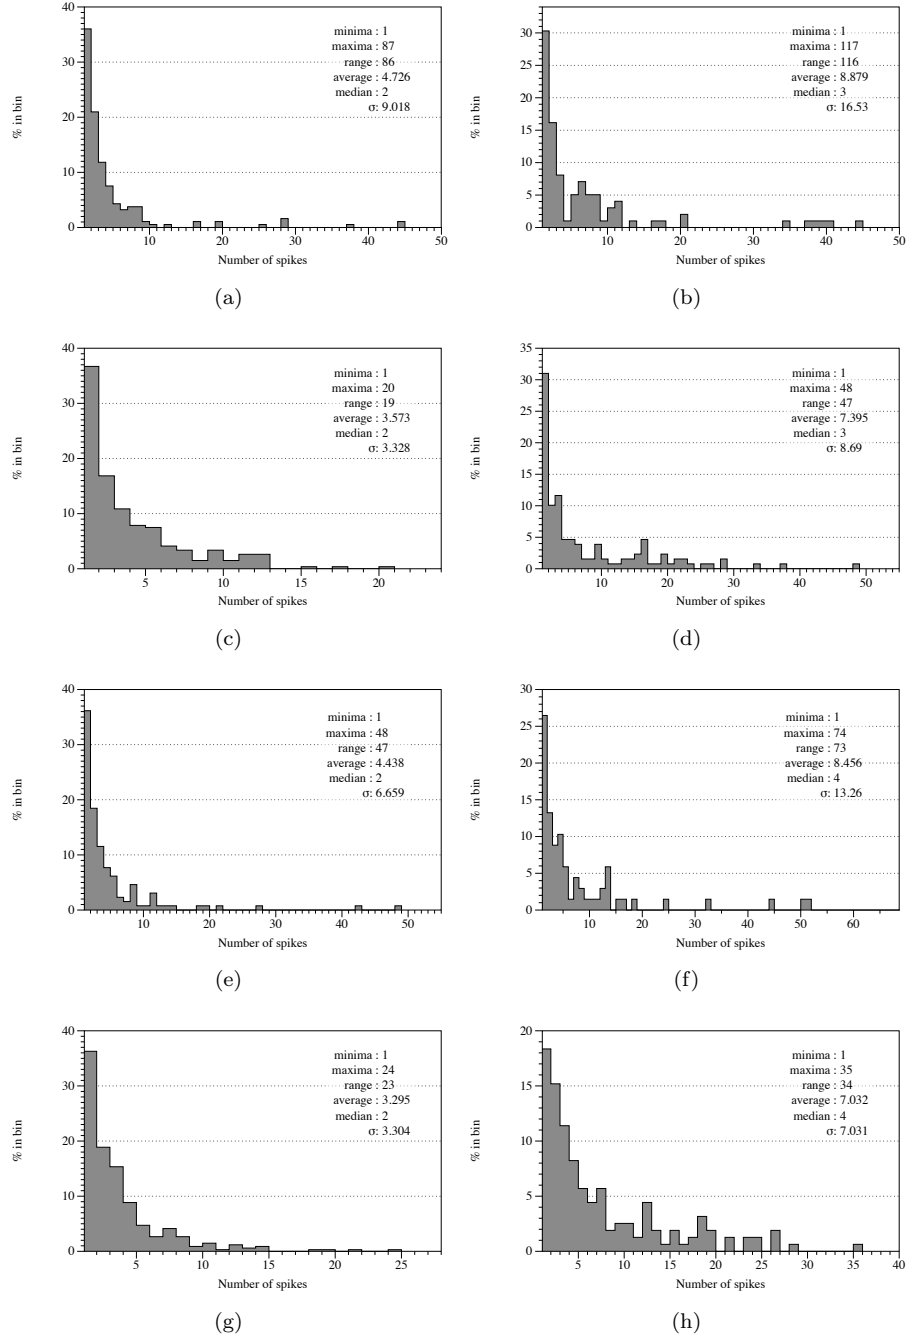 40
30
20
10
0
% in bin
minima : 1
maxima : 87
range : 86
average : 4.726
median : 2
σ: 9.018
10 20 30 40 50
Number of spikes
(a)
30
25
20
15
10
5
0
% in bin
minima : 1
maxima : 117
range : 116
average : 8.879
median : 3
σ: 16.53
10 20 30 40 50
Number of spikes
(b)
40
30
20
10
0
% in bin
minima : 1
maxima : 20
range : 19
average : 3.573
median : 2
σ: 3.328
5 10 15 20
Number of spikes
(c)
35
30
25
20
15
10
5
0
% in bin
minima : 1
maxima : 48
range : 47
average : 7.395
median : 3
σ: 8.69
10 20 30 40 50
Number of spikes
(d)
40
30
20
10
0
% in bin
minima : 1
maxima : 48
range : 47
average : 4.438
median : 2
σ: 6.659
10 20 30 40 50
Number of spikes
(e)
30
25
20
15
10
5
0
% in bin
minima : 1
maxima : 74
range : 73
average : 8.456
median : 4
σ: 13.26
10 20 30 40 50 60
Number of spikes
(f)
40
30
20
10
0
% in bin
minima : 1
maxima : 24
range : 23
average : 3.295
median : 2
σ: 3.304
5 10 15 20 25
Number of spikes
(g)
20
15
10
5
0
% in bin
minima : 1
maxima : 35
range : 34
average : 7.032
median : 4
σ: 7.031
5 10 15 20 25 30 35 40
Number of spikes
(h)